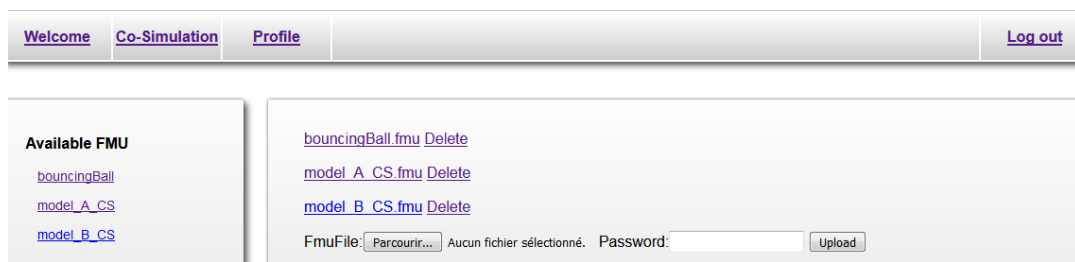 Welcome Co-Simulation Profile Log out
Available FMU
bouncingBall
model_A_CS
model_B_CS
bouncingBall.fmu Delete
model_A_CS.fmu Delete
model_B_CS.fmu Delete
FmuFile: Parcourir... Aucun fichier sélectionné. Password: Upload